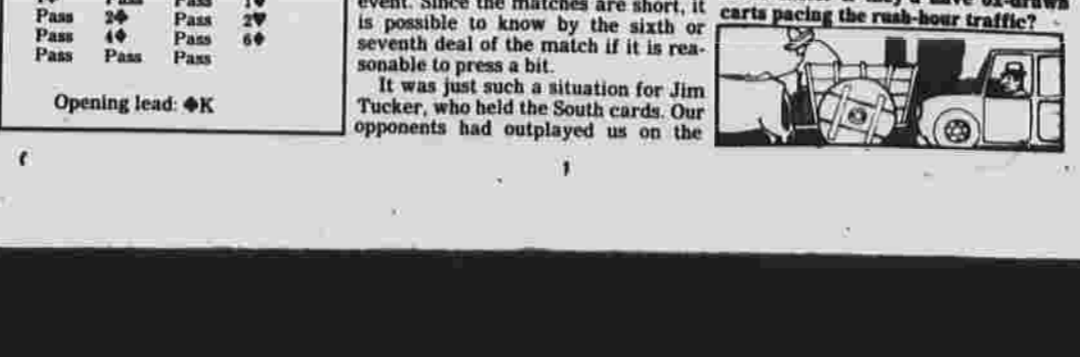 Pass 2♣ Pass 2♥
Pass 4♦ Pass 6♦
Pass Pass Pass
Opening lead: ♠K
event. Since the matches are short, it
is possible to know by the sixth or
seventh deal of the match if it is rea-
sonable to press a bit.
It was just such a situation for Jim
Tucker, who held the South cards. Our
opponents had outplayed us on the
carts pacing the rush-hour traffic?